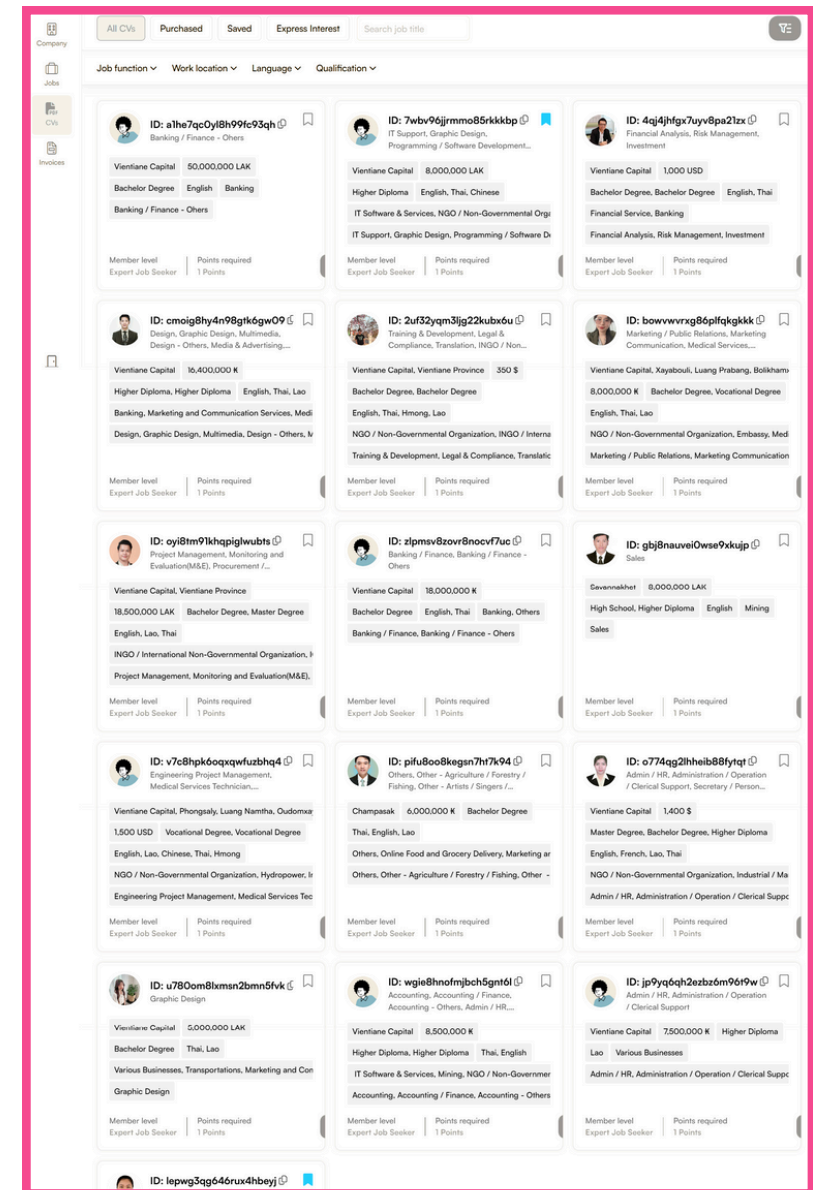 Company
Jobs
CVs
Invoices
All CVs
Purchased
Saved
Express Interest
Search job title
Job function
Work location
Language
Qualification
ID: a1he7qc0yl8h99fc93qh
Banking / Finance - Ohers
Vientiane Capital 50,000,000 LAK
Bachelor Degree English Banking
Banking / Finance - Ohers
Member level Points required
Expert Job Seeker 1 Points
ID: 7wbv96jjrmmo85rkkkbp
IT Support, Graphic Design,
Programming / Software Development...
Vientiane Capital 8,000,000 LAK
Higher Diploma English, Thai, Chinese
IT Software & Services, NGO / Non-Governmental Orga
IT Support, Graphic Design, Programming / Software De
Member level Points required
Expert Job Seeker 1 Points
ID: 4qj4jhfgx7uyv8pa21zx
Financial Analysis, Risk Management,
Investment
Vientiane Capital 1,000 USD
Bachelor Degree, Bachelor Degree English, Thai
Financial Service, Banking
Financial Analysis, Risk Management, Investment
Member level Points required
Expert Job Seeker 1 Points
ID: cmoig8hy4n98gtk6gw09
Design, Graphic Design, Multimedia,
Design - Others, Media & Advertising,...
Vientiane Capital 16,400,000 ₭
Higher Diploma, Higher Diploma English, Thai, Lao
Banking, Marketing and Communication Services, Medi
Design, Graphic Design, Multimedia, Design - Others, M
Member level Points required
Expert Job Seeker 1 Points
ID: 2uf32yqm3ljg22kubx6u
Training & Development, Legal &
Compliance, Translation, INGO / Non...
Vientiane Capital, Vientiane Province 350 $
Bachelor Degree, Bachelor Degree
English, Thai, Hmong, Lao
NGO / Non-Governmental Organization, INGO / Interna
Training & Development, Legal & Compliance, Translatic
Member level Points required
Expert Job Seeker 1 Points
ID: bowvwvrxg86plfqkgkkk
Marketing / Public Relations, Marketing
Communication, Medical Services,...
Vientiane Capital, Xayabouli, Luang Prabang, Bolikhamx
8,000,000 ₭ Bachelor Degree, Vocational Degree
English, Thai, Lao
NGO / Non-Governmental Organization, Embassy, Med
Marketing / Public Relations, Marketing Communication
Member level Points required
Expert Job Seeker 1 Points
ID: oyi8tm91khqpiglwubts
Project Management, Monitoring and
Evaluation(M&E), Procurement /...
Vientiane Capital, Vientiane Province
18,500,000 LAK Bachelor Degree, Master Degree
English, Lao, Thai
INGO / International Non-Governmental Organization, N
Project Management, Monitoring and Evaluation(M&E),
Member level Points required
Expert Job Seeker 1 Points
ID: zlpmsv8zovr8nocvf7uc
Banking / Finance, Banking / Finance -
Ohers
Vientiane Capital 18,000,000 ₭
Bachelor Degree English, Thai Banking, Others
Banking / Finance, Banking / Finance - Ohers
Member level Points required
Expert Job Seeker 1 Points
ID: gbj8nauvei0wse9xkujp
Sales
Savannakhet 8,000,000 LAK
High School, Higher Diploma English Mining
Sales
Member level Points required
Expert Job Seeker 1 Points
ID: v7c8hpk6oqxqwfuzbhq4
Engineering Project Management,
Medical Services Technician,...
Vientiane Capital, Phongsaly, Luang Namtha, Oudomxay
1,500 USD Vocational Degree, Vocational Degree
English, Lao, Chinese, Thai, Hmong
NGO / Non-Governmental Organization, Hydropower, Ir
Engineering Project Management, Medical Services Tec
Member level Points required
Expert Job Seeker 1 Points
ID: pifu8oo8kegsn7ht7k94
Others, Other - Agriculture / Forestry /
Fishing, Other - Artists / Singers /...
Champasak 6,000,000 ₭ Bachelor Degree
Thai, English, Lao
Others, Online Food and Grocery Delivery, Marketing an
Others, Other - Agriculture / Forestry / Fishing, Other -
Member level Points required
Expert Job Seeker 1 Points
ID: o774qg2lhheib88fytqt
Admin / HR, Administration / Operation
/ Clerical Support, Secretary / Person...
Vientiane Capital 1,400 $
Master Degree, Bachelor Degree, Higher Diploma
English, French, Lao, Thai
NGO / Non-Governmental Organization, Industrial / Ma
Admin / HR, Administration / Operation / Clerical Suppo
Member level Points required
Expert Job Seeker 1 Points
ID: u780om8lxmsn2bmn5fvk
Graphic Design
Vientiane Capital 5,000,000 LAK
Bachelor Degree Thai, Lao
Various Businesses, Transportations, Marketing and Con
Graphic Design
Member level Points required
Expert Job Seeker 1 Points
ID: wgie8hnofmjbch5gnt6l
Accounting, Accounting / Finance,
Accounting - Others, Admin / HR,...
Vientiane Capital 8,500,000 ₭
Higher Diploma, Higher Diploma Thai, English
IT Software & Services, Mining, NGO / Non-Governmer
Accounting, Accounting / Finance, Accounting - Others
Member level Points required
Expert Job Seeker 1 Points
ID: jp9yq6qh2ezbz6m96t9w
Admin / HR, Administration / Operation
/ Clerical Support
Vientiane Capital 7,500,000 ₭ Higher Diploma
Lao Various Businesses
Admin / HR, Administration / Operation / Clerical Suppo
Member level Points required
Expert Job Seeker 1 Points
ID: lepwg3qg646rux4hbeyj